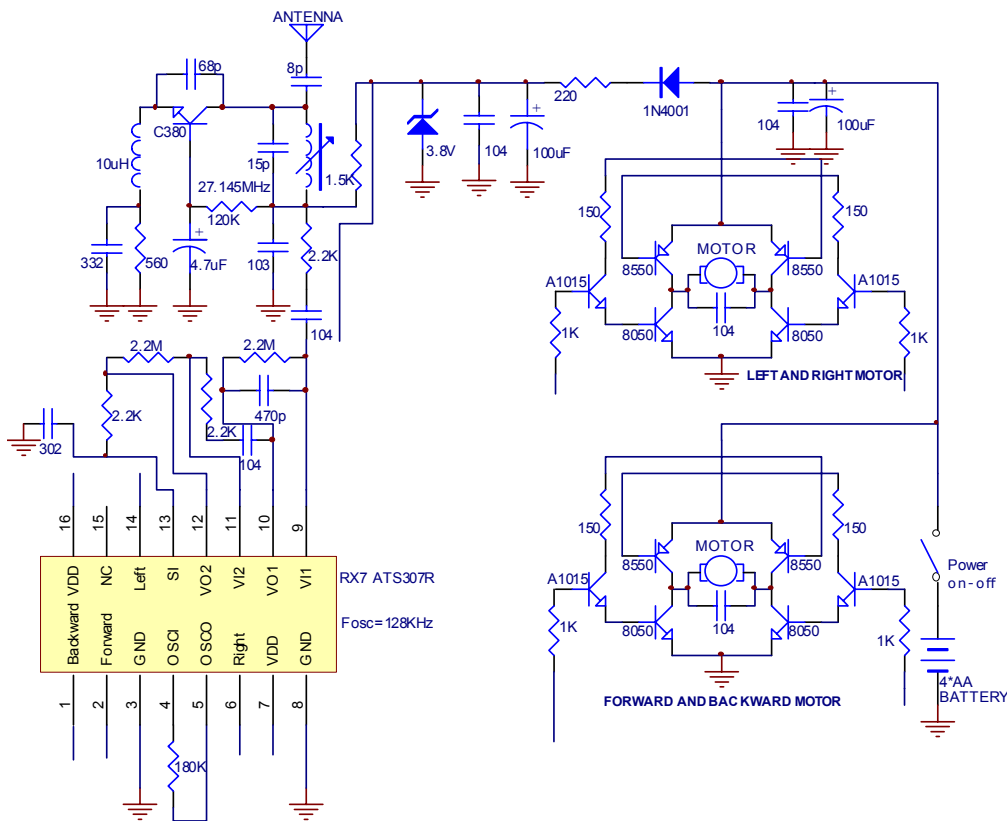 ANTENNA
68p
8p
C380
220
1N4001
104
100uF
10uH
15p
1.5K
3.8V
104
100uF
27.145MHz
120K
332
560
4.7uF
103
2.2K
104
150
150
MOTOR
8550
8550
A1015
A1015
104
8050
8050
1K
1K
LEFT AND RIGHT MOTOR
2.2M
2.2M
2.2K
2.2K
470p
302
104
16 15 14 13 12 11 10 9
VDD NC Left SI VO2 VI2 VO1 VI1
RX7 ATS307R
Backward Forward GND OSCI OSCO Right VDD GND
Fosc=128KHz
1 2 3 4 5 6 7 8
180K
150
150
MOTOR
8550
8550
A1015
A1015
104
8050
8050
1K
1K
FORWARD AND BACKWARD MOTOR
Power
on-off
4*AA
BATTERY